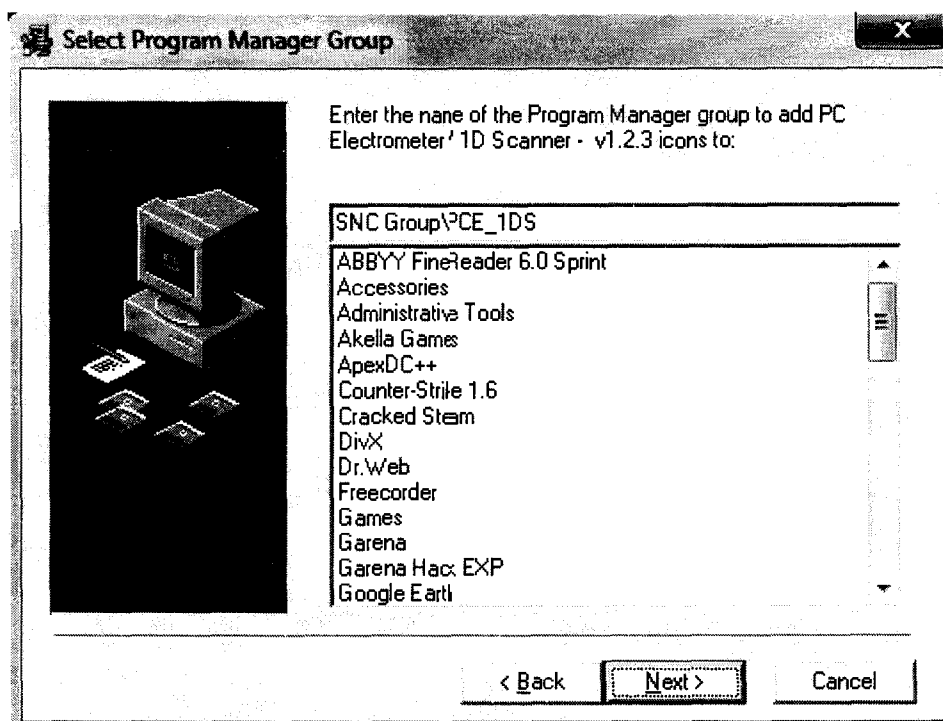 Select Program Manager Group
x
Enter the nane of the Program Manager group to add PC
Electrometer / 1D Scanner - v1.2.3 icons to:
SNC Group\PCE_1DS
ABBYY FineReader 6.0 Sprint
Accessories
Administrative Tools
Akella Games
ApexDC++
Counter-Strike 1.6
Cracked Steam
DivX
Dr.Web
Freecorder
Games
Garena
Garena Hack EXP
Google Earth
< Back
Next >
Cancel